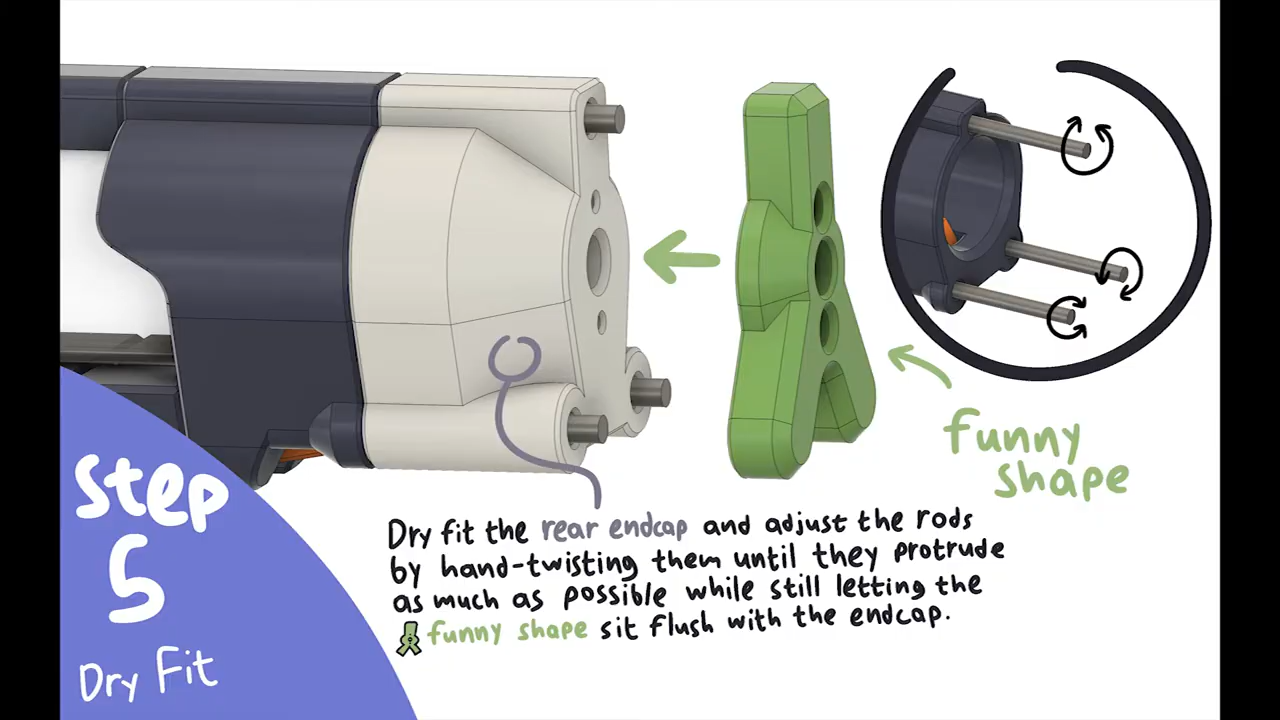 funny
shape
Step
5
Dry Fit
Dry fit the rear endcap and adjust the rods
by hand-twisting them until they protrude
as much as possible while still letting the
funny shape sit flush with the endcap.